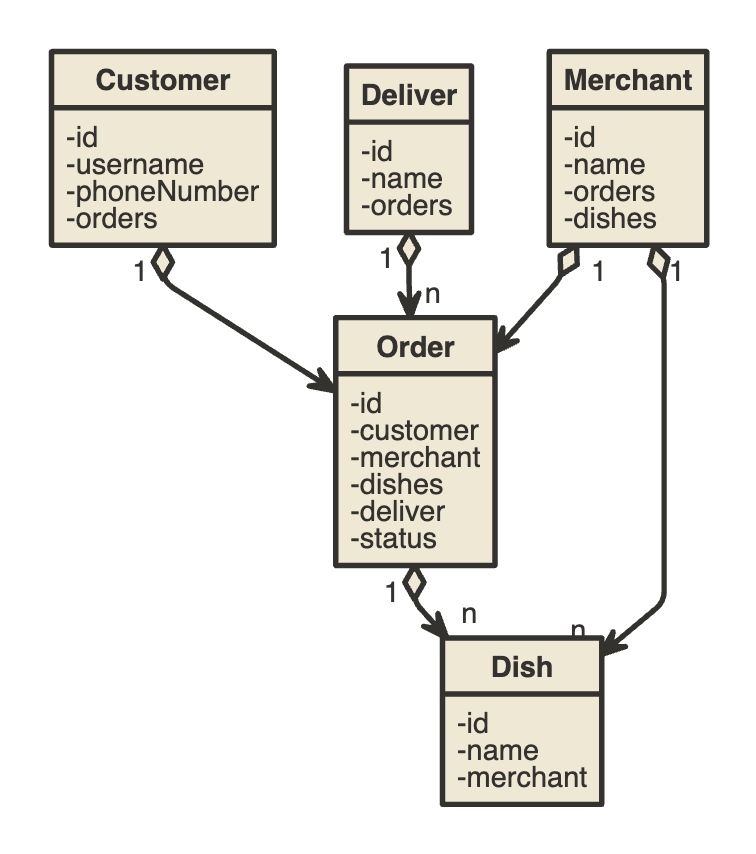 Customer
-id
-username
-phoneNumber
-orders
Deliver
-id
-name
-orders
Merchant
-id
-name
-orders
-dishes
1
1
n
1
1
Order
-id
-customer
-merchant
-dishes
-deliver
-status
1
n
n
Dish
-id
-name
-merchant